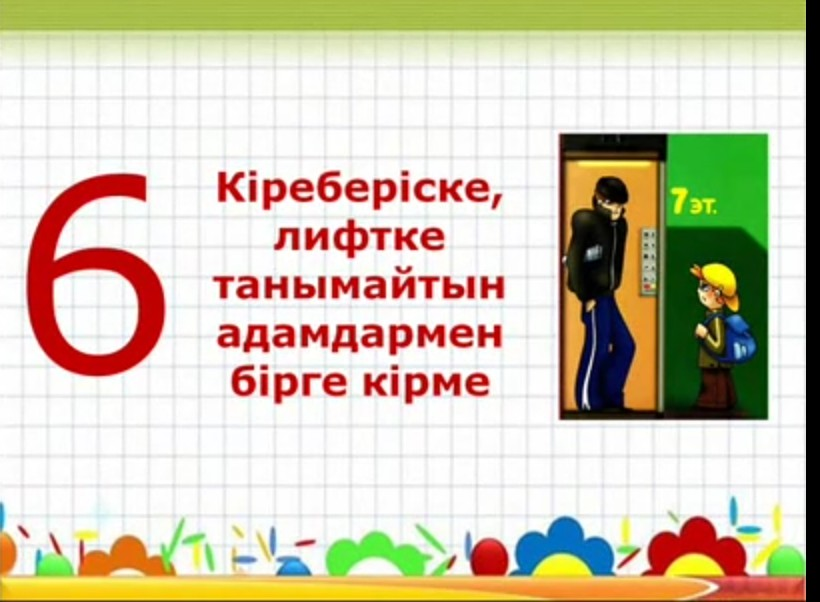 6
Кіреберіске,
лифтке
танымайтын
адамдармен
бірге кірме
7эт.